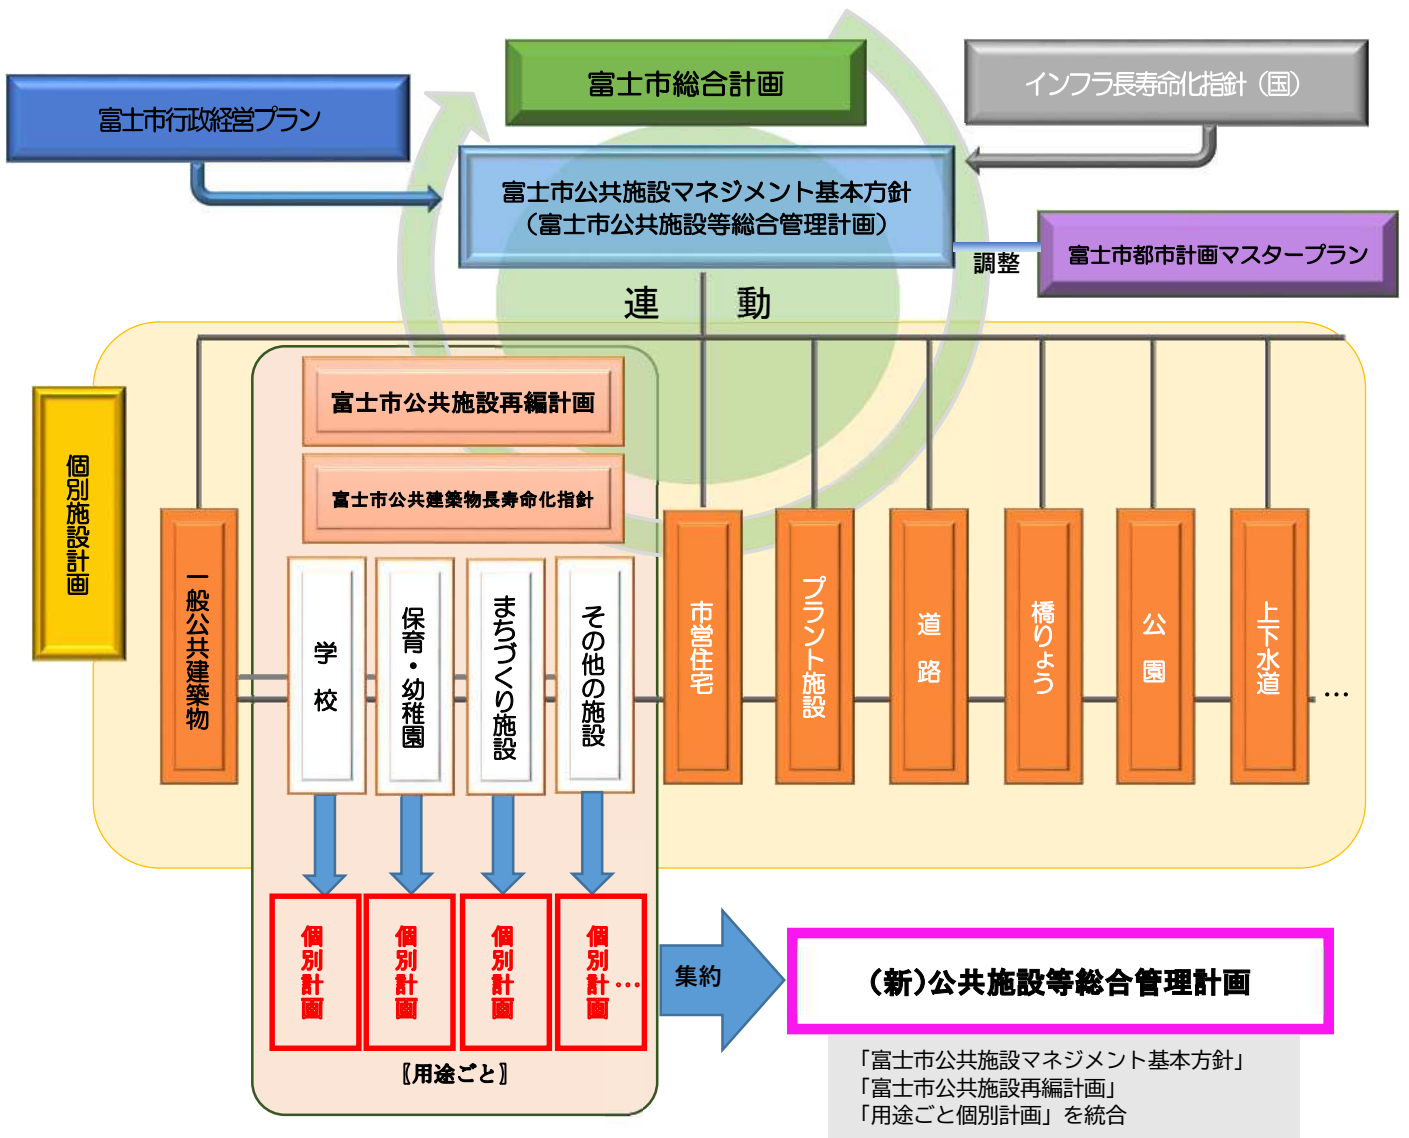 富士市総合計画
インフラ長寿命化指針（国）
富士市行政経営プラン
富士市公共施設マネジメント基本方針
（富士市公共施設等総合管理計画）
調整
富士市都市計画マスタープラン
連　動
個別施設計画
富士市公共施設再編計画
富士市公共建築物長寿命化指針
一般公共建築物
学　校
保育・幼稚園
まちづくり施設
その他の施設
市営住宅
プラント施設
道　路
橋りょう
公　園
上下水道
…
個別計画
個別計画
個別計画
個別計画…
〖用途ごと〗
集約
（新）公共施設等総合管理計画
「富士市公共施設マネジメント基本方針」
「富士市公共施設再編計画」
「用途ごと個別計画」を統合